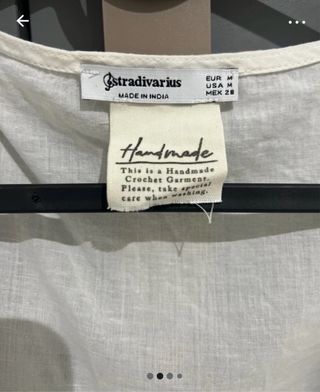 stradivarius
MADE IN INDIA
EUR M
USA M
MEX 28
Handmade
This is a Handmade
Crochet Garment.
Please, take special
care when washing.